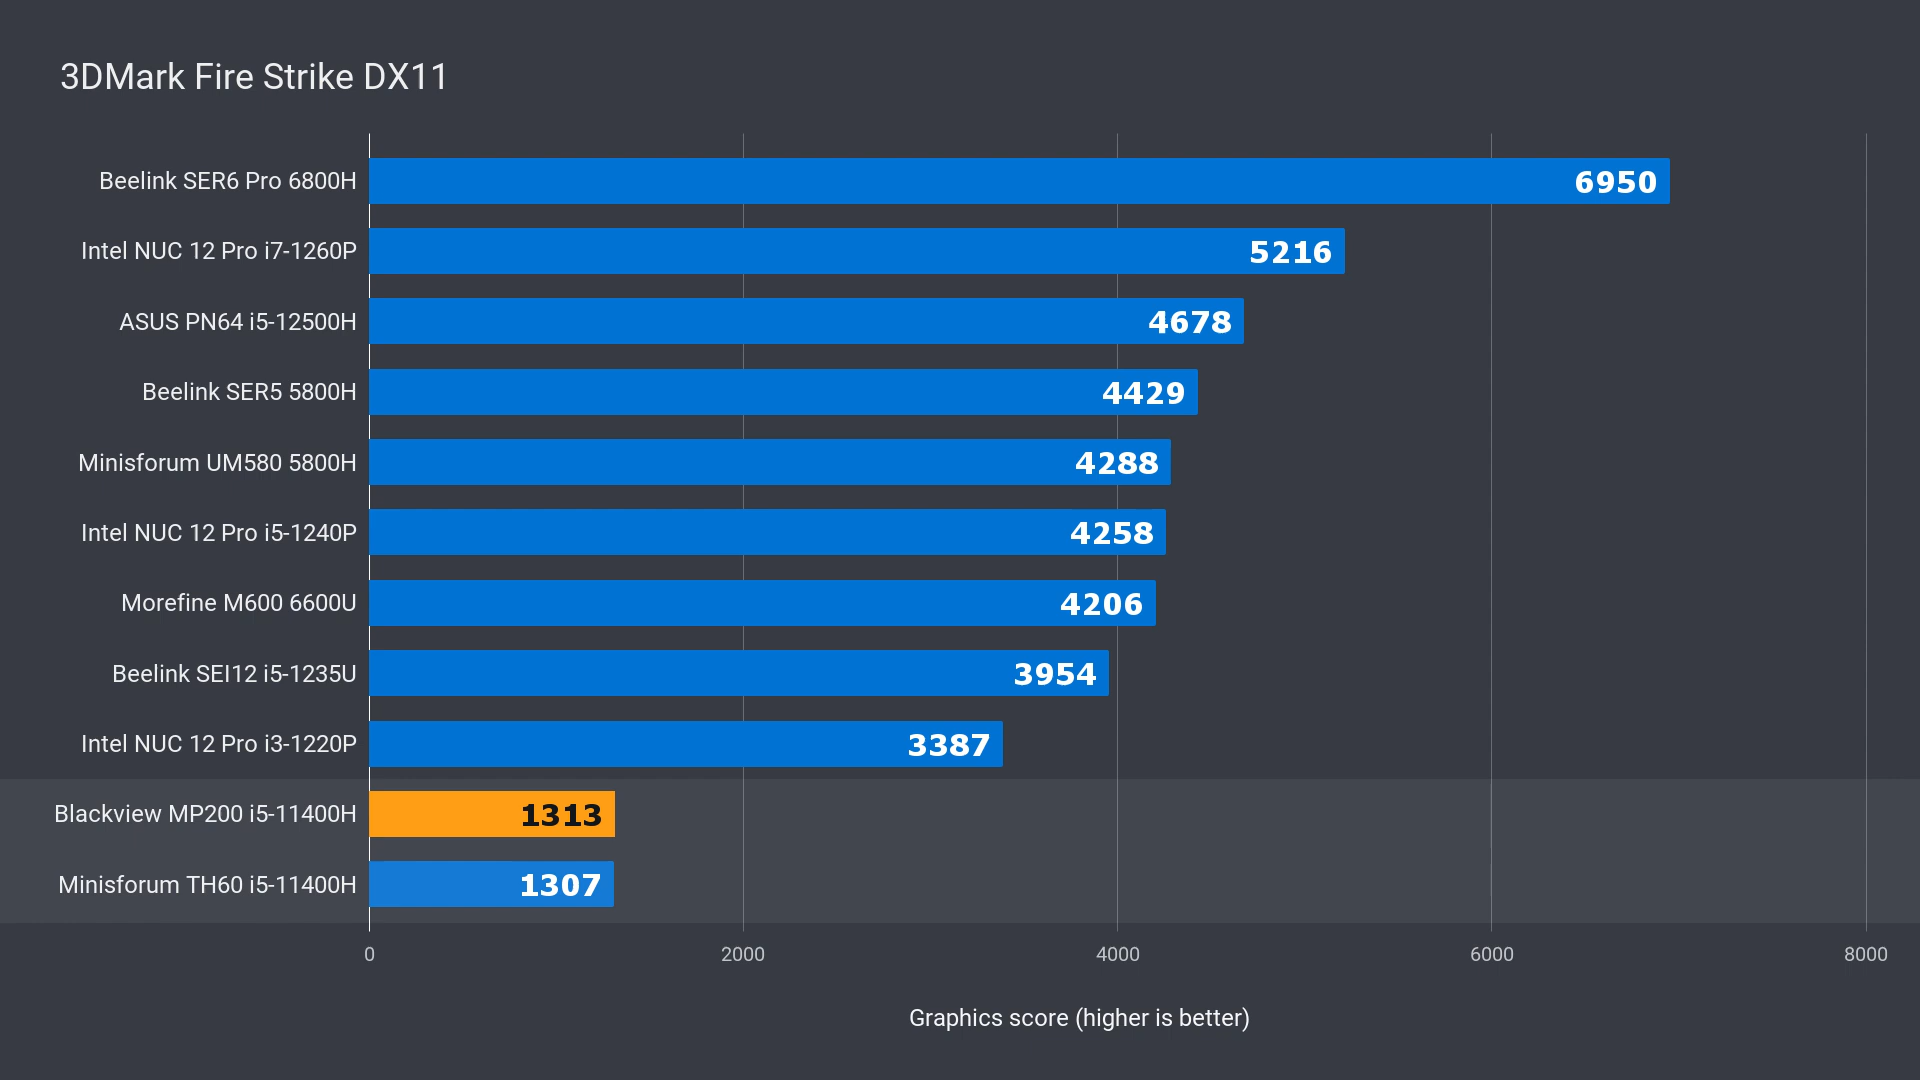 3DMark Fire Strike DX11
Beelink SER6 Pro 6800H 6950
Intel NUC 12 Pro i7-1260P 5216
ASUS PN64 i5-12500H 4678
Beelink SER5 5800H 4429
Minisforum UM580 5800H 4288
Intel NUC 12 Pro i5-1240P 4258
Morefine M600 6600U 4206
Beelink SEI12 i5-1235U 3954
Intel NUC 12 Pro i3-1220P 3387
Blackview MP200 i5-11400H 1313
Minisforum TH60 i5-11400H 1307
0 2000 4000 6000 8000
Graphics score (higher is better)